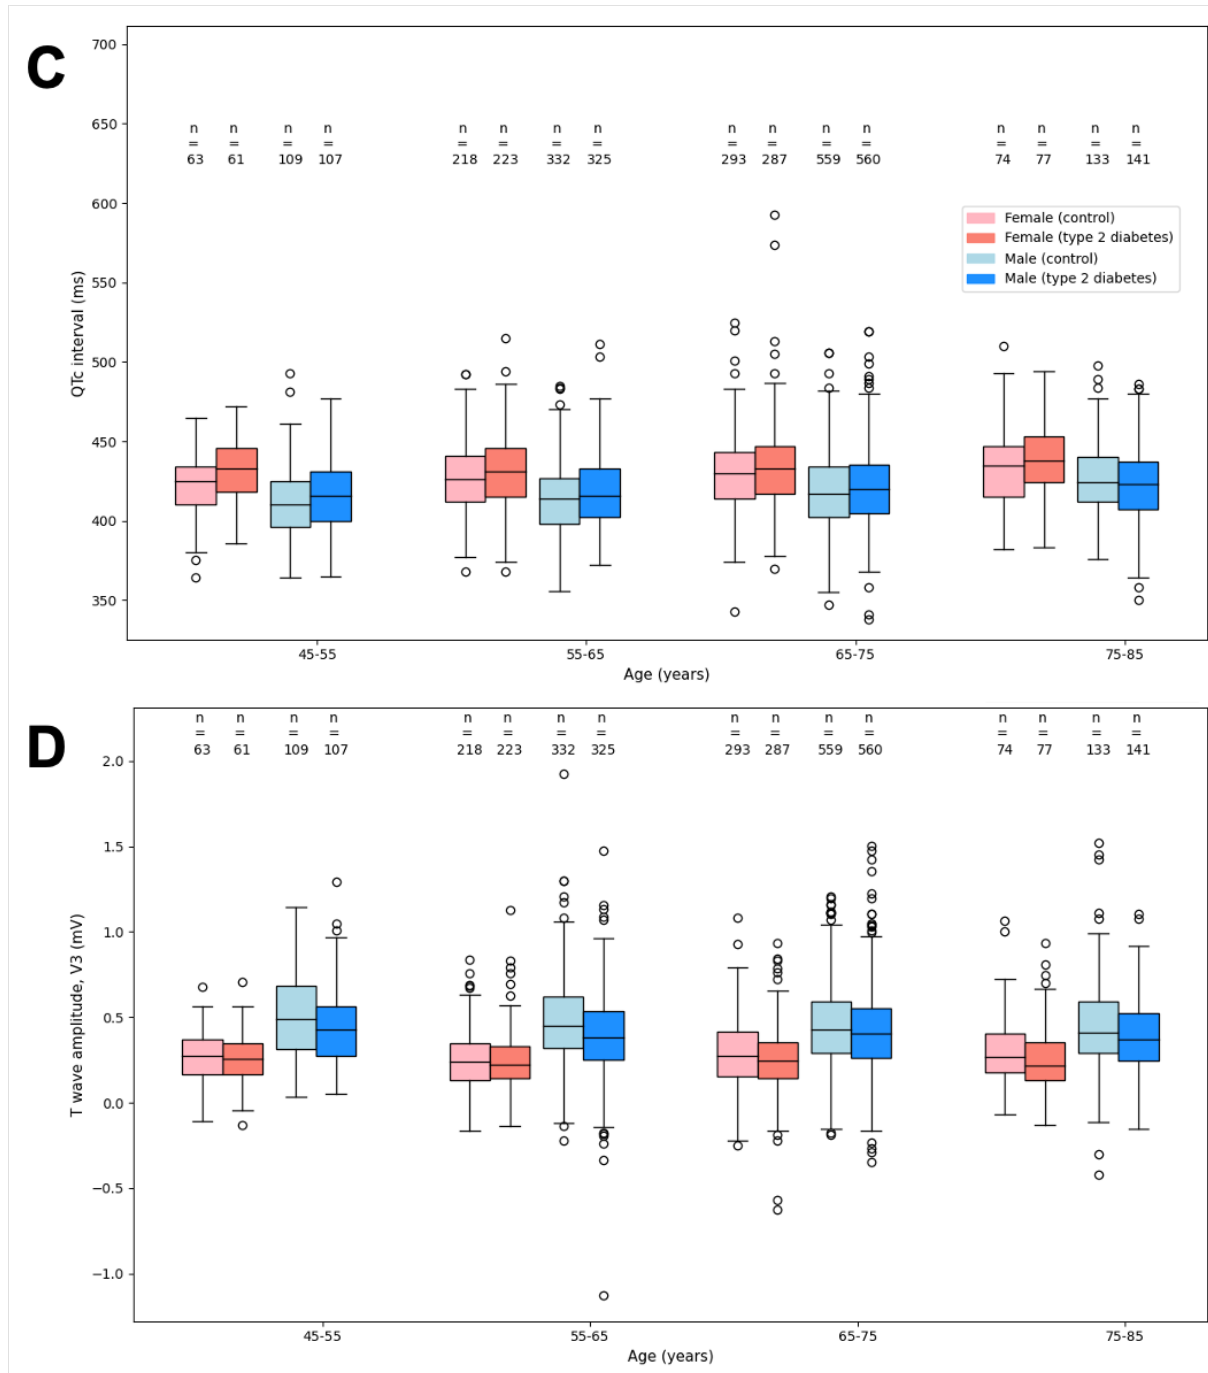 C
700
650
600
550
500
450
400
350
QTc interval (ms)
n n n n n n n n n n n n n n n n
= = = = = = = = = = = = = = = =
63 61 109 107 218 223 332 325 293 287 559 560 74 77 133 141
Female (control)
Female (type 2 diabetes)
Male (control)
Male (type 2 diabetes)
45-55 55-65 65-75 75-85
Age (years)
D
n n n n n n n n n n n n n n n n
= = = = = = = = = = = = = = = =
63 61 109 107 218 223 332 325 293 287 559 560 74 77 133 141
2.0
1.5
1.0
0.5
0.0
−0.5
−1.0
T wave amplitude, V3 (mV)
45-55 55-65 65-75 75-85
Age (years)